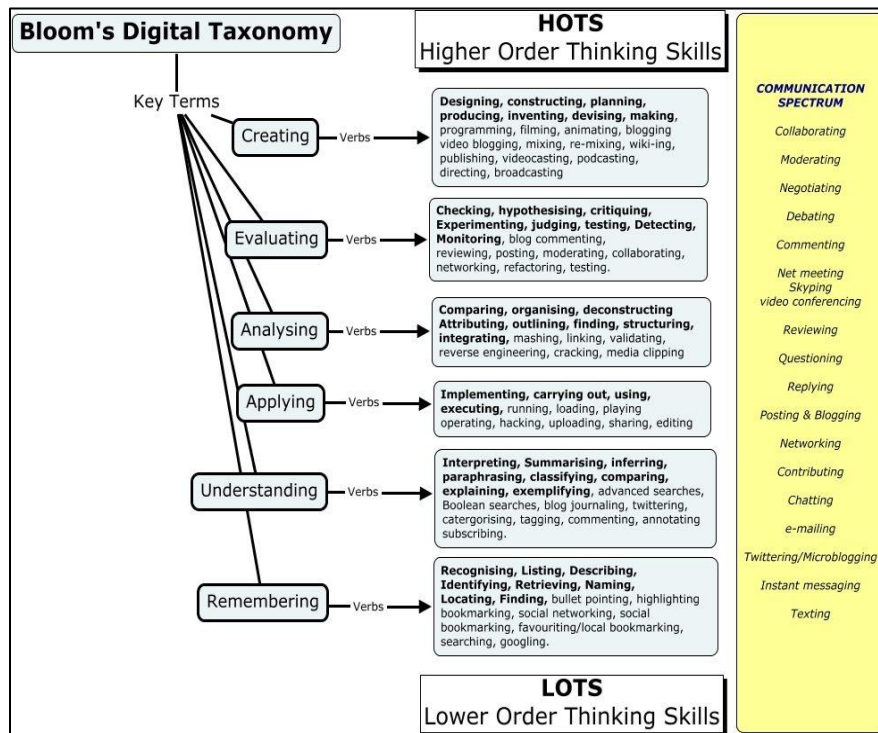 Bloom's Digital Taxonomy
HOTS
Higher Order Thinking Skills
Key Terms
Creating
Verbs
Designing, constructing, planning,
producing, inventing, devising, making,
programming, filming, animating, blogging
video blogging, mixing, re-mixing, wiki-ing,
publishing, videocasting, podcasting,
directing, broadcasting
Evaluating
Verbs
Checking, hypothesising, critiquing,
Experimenting, judging, testing, Detecting,
Monitoring, blog commenting,
reviewing, posting, moderating, collaborating,
networking, refactoring, testing.
Analysing
Verbs
Comparing, organising, deconstructing
Attributing, outlining, finding, structuring,
integrating, mashing, linking, validating,
reverse engineering, cracking, media clipping
Applying
Verbs
Implementing, carrying out, using,
executing, running, loading, playing
operating, hacking, uploading, sharing, editing
Understanding
Verbs
Interpreting, Summarising, inferring,
paraphrasing, classifying, comparing,
explaining, exemplifying, advanced searches,
Boolean searches, blog journaling, twittering,
catergorising, tagging, commenting, annotating
subscribing.
Remembering
Verbs
Recognising, Listing, Describing,
Identifying, Retrieving, Naming,
Locating, Finding, bullet pointing, highlighting
bookmarking, social networking, social
bookmarking, favouriting/local bookmarking,
searching, googling.
LOTS
Lower Order Thinking Skills
COMMUNICATION
SPECTRUM
Collaborating
Moderating
Negotiating
Debating
Commenting
Net meeting
Skyping
video conferencing
Reviewing
Questioning
Replying
Posting & Blogging
Networking
Contributing
Chatting
e-mailing
Twittering/Microblogging
Instant messaging
Texting